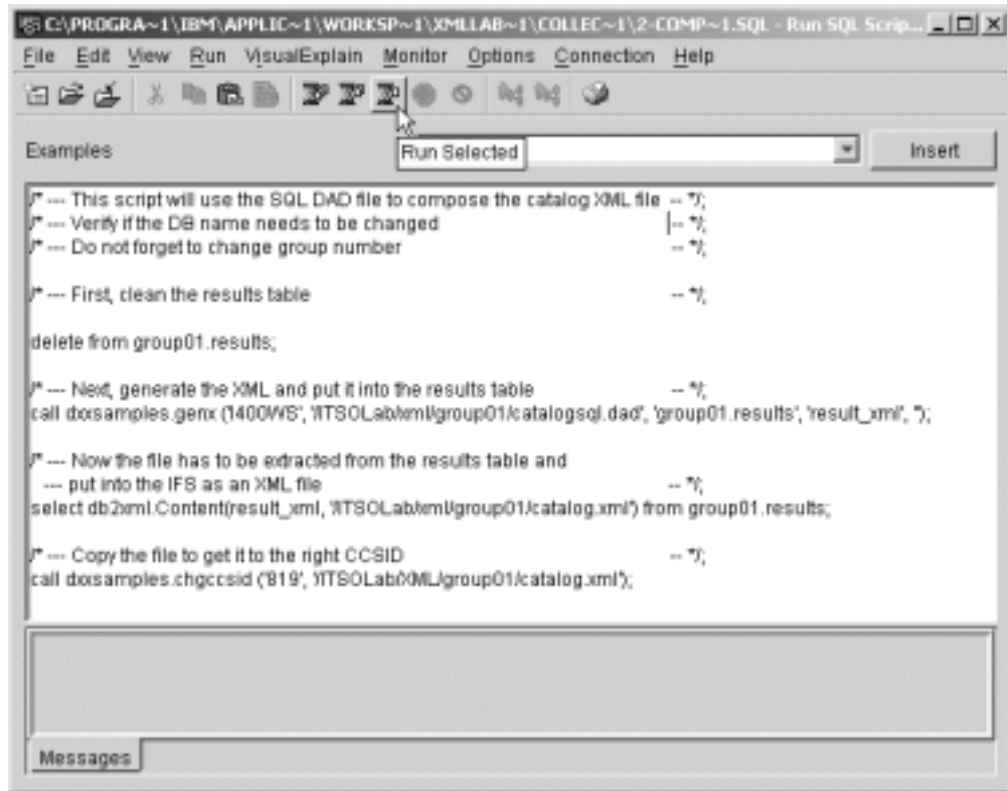 C:\PROGRA~1\IBM\APPLIC~1\WORKSP~1\XMLLAB~1\COLLEC~1\2-COMP~1.SQL - Run SQL Scrip...
File Edit View Run VisualExplain Monitor Options Connection Help
Examples
Run Selected
Insert
/* --- This script will use the SQL DAD file to compose the catalog XML file -- */;
/* --- Verify if the DB name needs to be changed -- */;
/* --- Do not forget to change group number -- */;
/* --- First, clean the results table -- */;
delete from group01.results;
/* --- Next, generate the XML and put it into the results table -- */;
call dxxsamples.genx ('I400WS', '/ITSOLab/xml/group01/catalogsql.dad', 'group01.results', 'result_xml', '');
/* --- Now the file has to be extracted from the results table and
--- put into the IFS as an XML file -- */;
select db2xml.Content(result_xml, '/ITSOLab/xml/group01/catalog.xml') from group01.results;
/* --- Copy the file to get it to the right CCSID -- */;
call dxxsamples.chgccsid ('819', '/ITSOLab/XML/group01/catalog.xml');
Messages